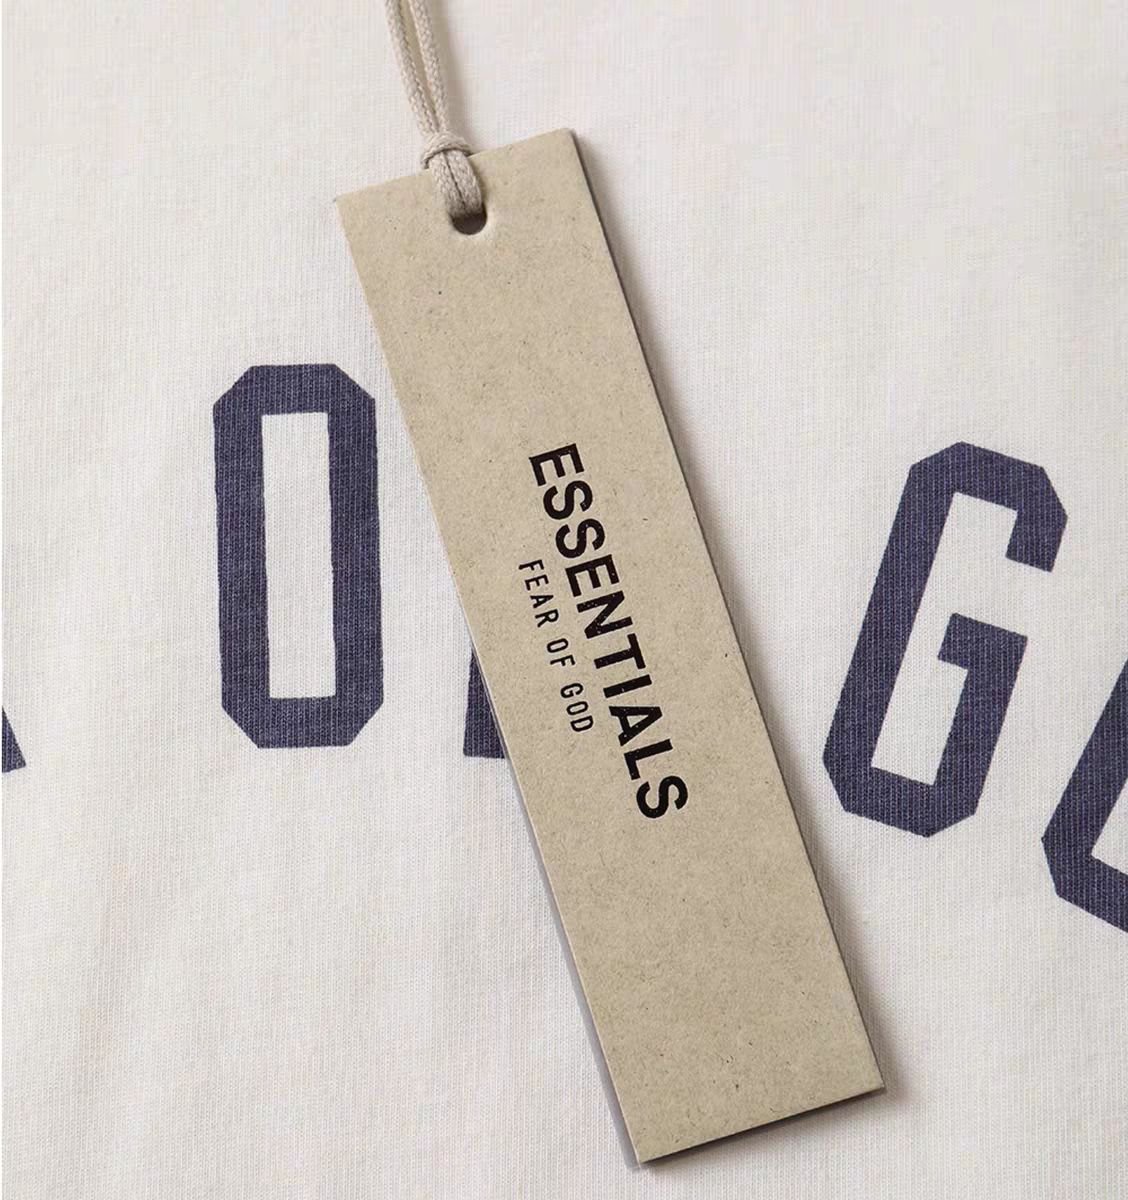 ESSENTIALS
FEAR OF GOD
O G